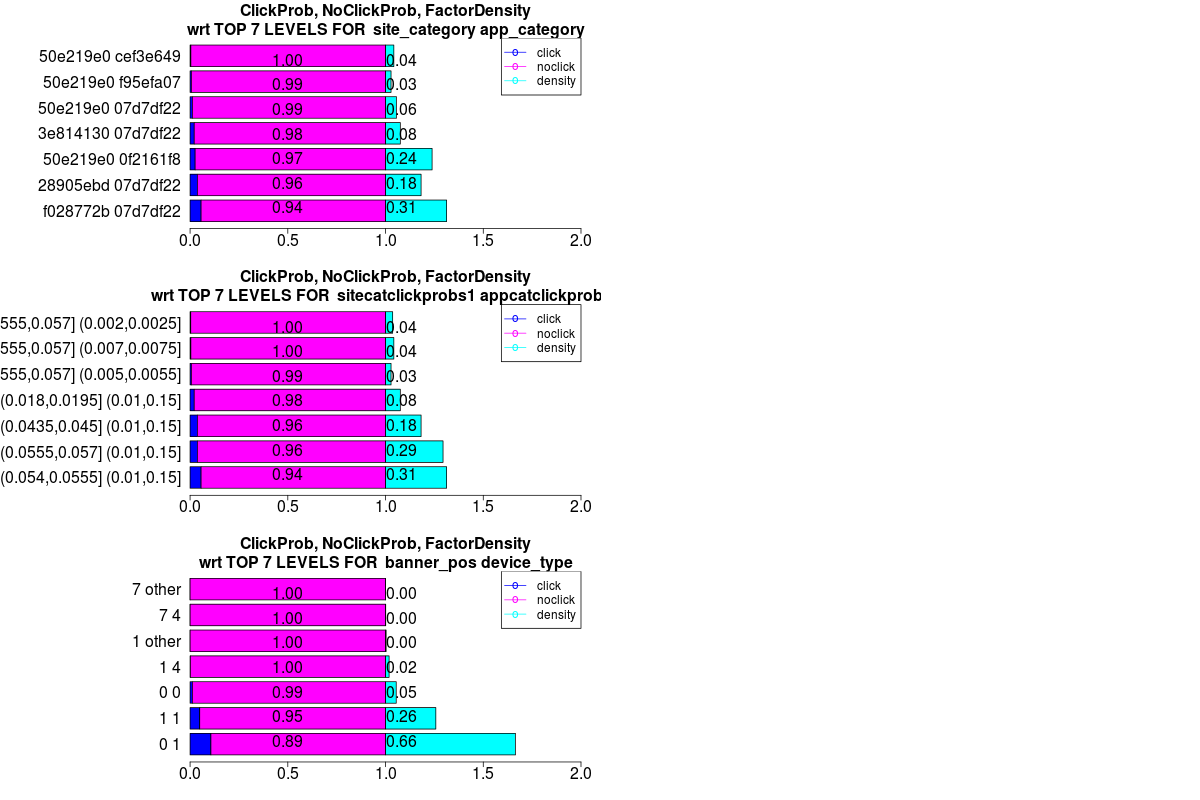 ClickProb, NoClickProb, FactorDensity
wrt TOP 7 LEVELS FOR site_category app_category
click
noclick
density
50e219e0 cef3e649 1.00 0.04
50e219e0 f95efa07 0.99 0.03
50e219e0 07d7df22 0.99 0.06
3e814130 07d7df22 0.98 0.08
50e219e0 0f2161f8 0.97 0.24
28905ebd 07d7df22 0.96 0.18
f028772b 07d7df22 0.94 0.31
0.0 0.5 1.0 1.5 2.0
ClickProb, NoClickProb, FactorDensity
wrt TOP 7 LEVELS FOR sitecatclickprobs1 appcatclickprob
click
noclick
density
555,0.057] (0.002,0.0025] 1.00 0.04
555,0.057] (0.007,0.0075] 1.00 0.04
555,0.057] (0.005,0.0055] 0.99 0.03
(0.018,0.0195] (0.01,0.15] 0.98 0.08
(0.0435,0.045] (0.01,0.15] 0.96 0.18
(0.0555,0.057] (0.01,0.15] 0.96 0.29
(0.054,0.0555] (0.01,0.15] 0.94 0.31
0.0 0.5 1.0 1.5 2.0
ClickProb, NoClickProb, FactorDensity
wrt TOP 7 LEVELS FOR banner_pos device_type
click
noclick
density
7 other 1.00 0.00
7 4 1.00 0.00
1 other 1.00 0.00
1 4 1.00 0.02
0 0 0.99 0.05
1 1 0.95 0.26
0 1 0.89 0.66
0.0 0.5 1.0 1.5 2.0